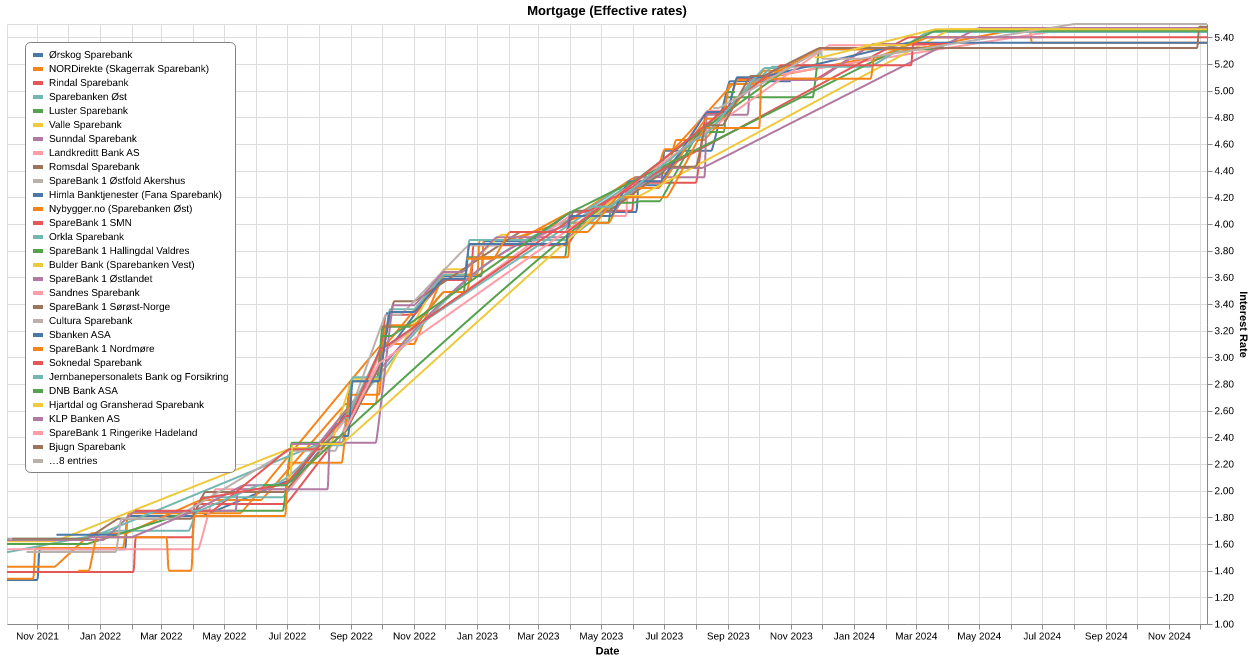 Mortgage (Effective rates)
Ørskog Sparebank
NORDirekte (Skagerrak Sparebank)
Rindal Sparebank
Sparebanken Øst
Luster Sparebank
Valle Sparebank
Sunndal Sparebank
Landkreditt Bank AS
Romsdal Sparebank
SpareBank 1 Østfold Akershus
Himla Banktjenester (Fana Sparebank)
Nybygger.no (Sparebanken Øst)
SpareBank 1 SMN
Orkla Sparebank
SpareBank 1 Hallingdal Valdres
Bulder Bank (Sparebanken Vest)
SpareBank 1 Østlandet
Sandnes Sparebank
SpareBank 1 Sørøst-Norge
Cultura Sparebank
Sbanken ASA
SpareBank 1 Nordmøre
Soknedal Sparebank
Jernbanepersonalets Bank og Forsikring
DNB Bank ASA
Hjartdal og Gransherad Sparebank
KLP Banken AS
SpareBank 1 Ringerike Hadeland
Bjugn Sparebank
…8 entries
5.40
5.20
5.00
4.80
4.60
4.40
4.20
4.00
3.80
3.60
3.40
3.20
3.00
2.80
2.60
2.40
2.20
2.00
1.80
1.60
1.40
1.20
1.00
Interest Rate
Nov 2021 Jan 2022 Mar 2022 May 2022 Jul 2022 Sep 2022 Nov 2022 Jan 2023 Mar 2023 May 2023 Jul 2023 Sep 2023 Nov 2023 Jan 2024 Mar 2024 May 2024 Jul 2024 Sep 2024 Nov 2024
Date